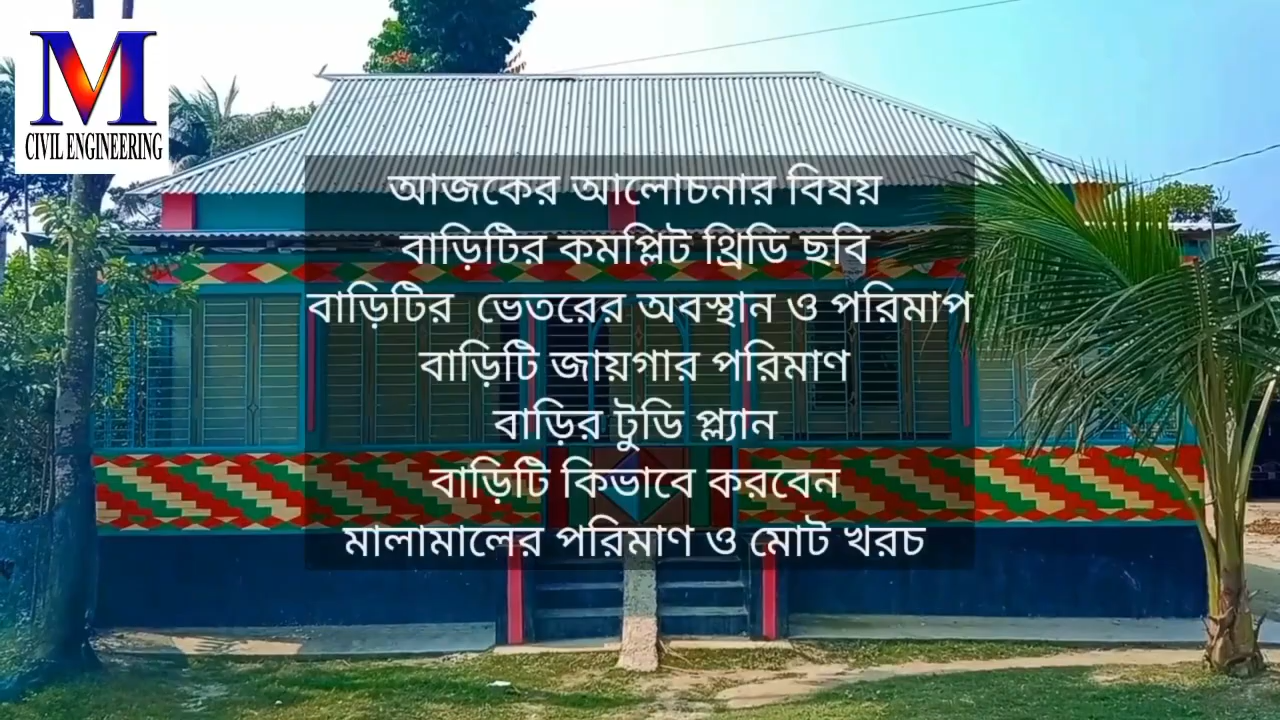 M
CIVIL ENGINEERING
আজকের আলোচনার বিষয়
বাড়িটির কমপ্লিট থ্রিডি ছবি
বাড়িটির ভেতরের অবস্থান ও পরিমাপ
বাড়িটি জায়গার পরিমাণ
বাড়ির টুডি প্ল্যান
বাড়িটি কিভাবে করবেন
মালামালের পরিমাণ ও মোট খরচ